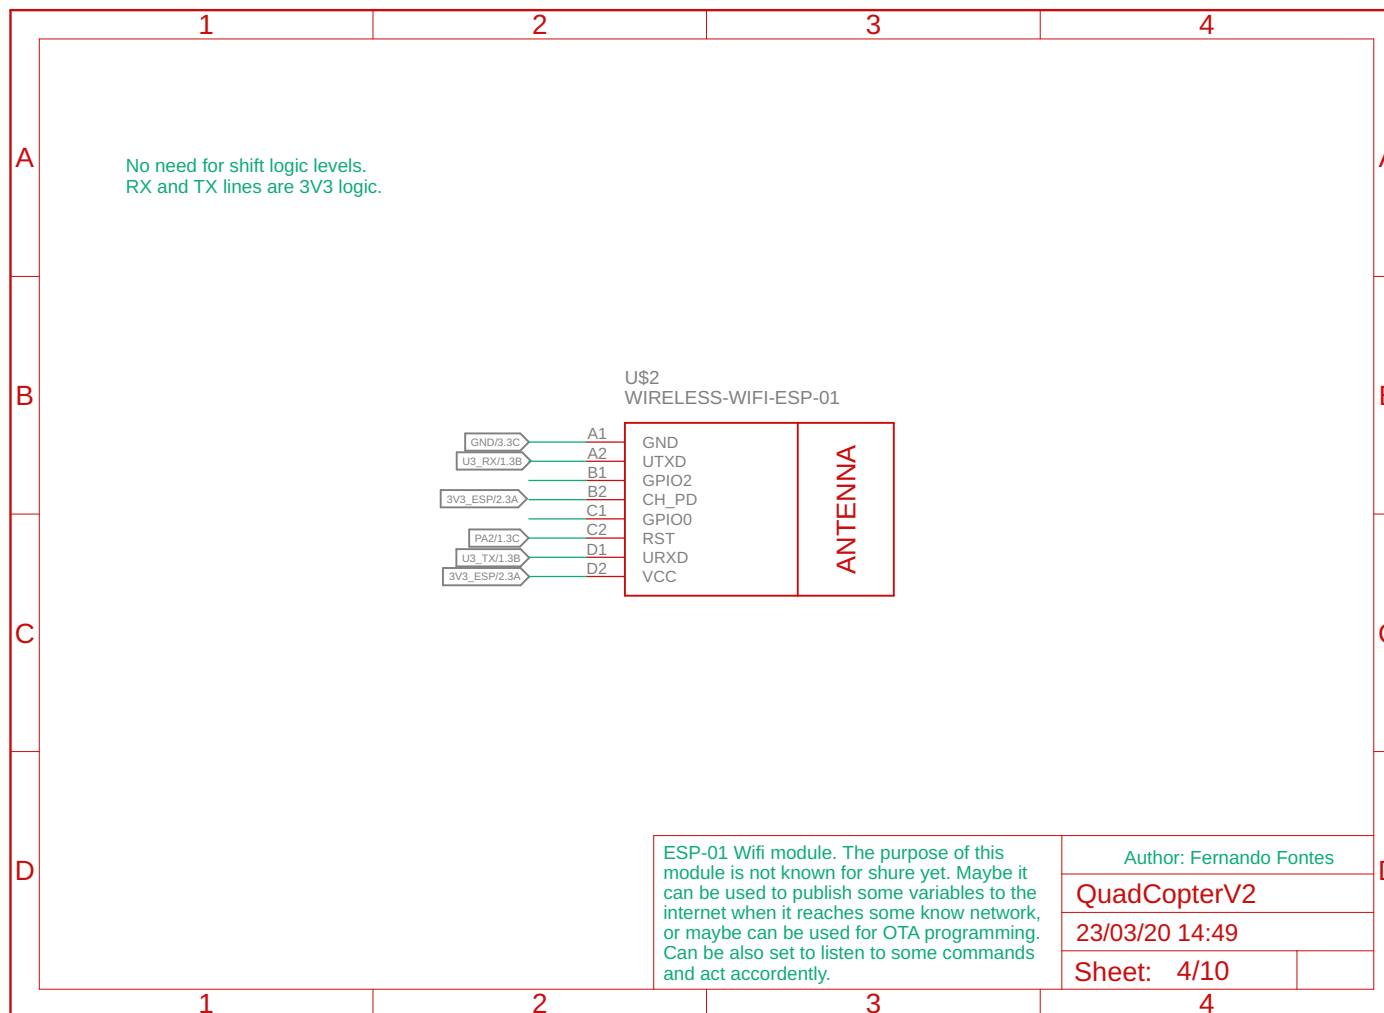 1 2 3 4
A A
No need for shift logic levels.
RX and TX lines are 3V3 logic.
B B
U$2
WIRELESS-WIFI-ESP-01
GND/3.3C A1 GND
U3_RX/1.3B A2 UTXD
B1 GPIO2
3V3_ESP/2.3A B2 CH_PD
C1 GPIO0
PA2/1.3C C2 RST
U3_TX/1.3B D1 URXD
3V3_ESP/2.3A D2 VCC
ANTENNA
C C
D D
ESP-01 Wifi module. The purpose of this
module is not known for shure yet. Maybe it
can be used to publish some variables to the
internet when it reaches some know network,
or maybe can be used for OTA programming.
Can be also set to listen to some commands
and act accordently.
Author: Fernando Fontes
QuadCopterV2
23/03/20 14:49
Sheet: 4/10
1 2 3 4